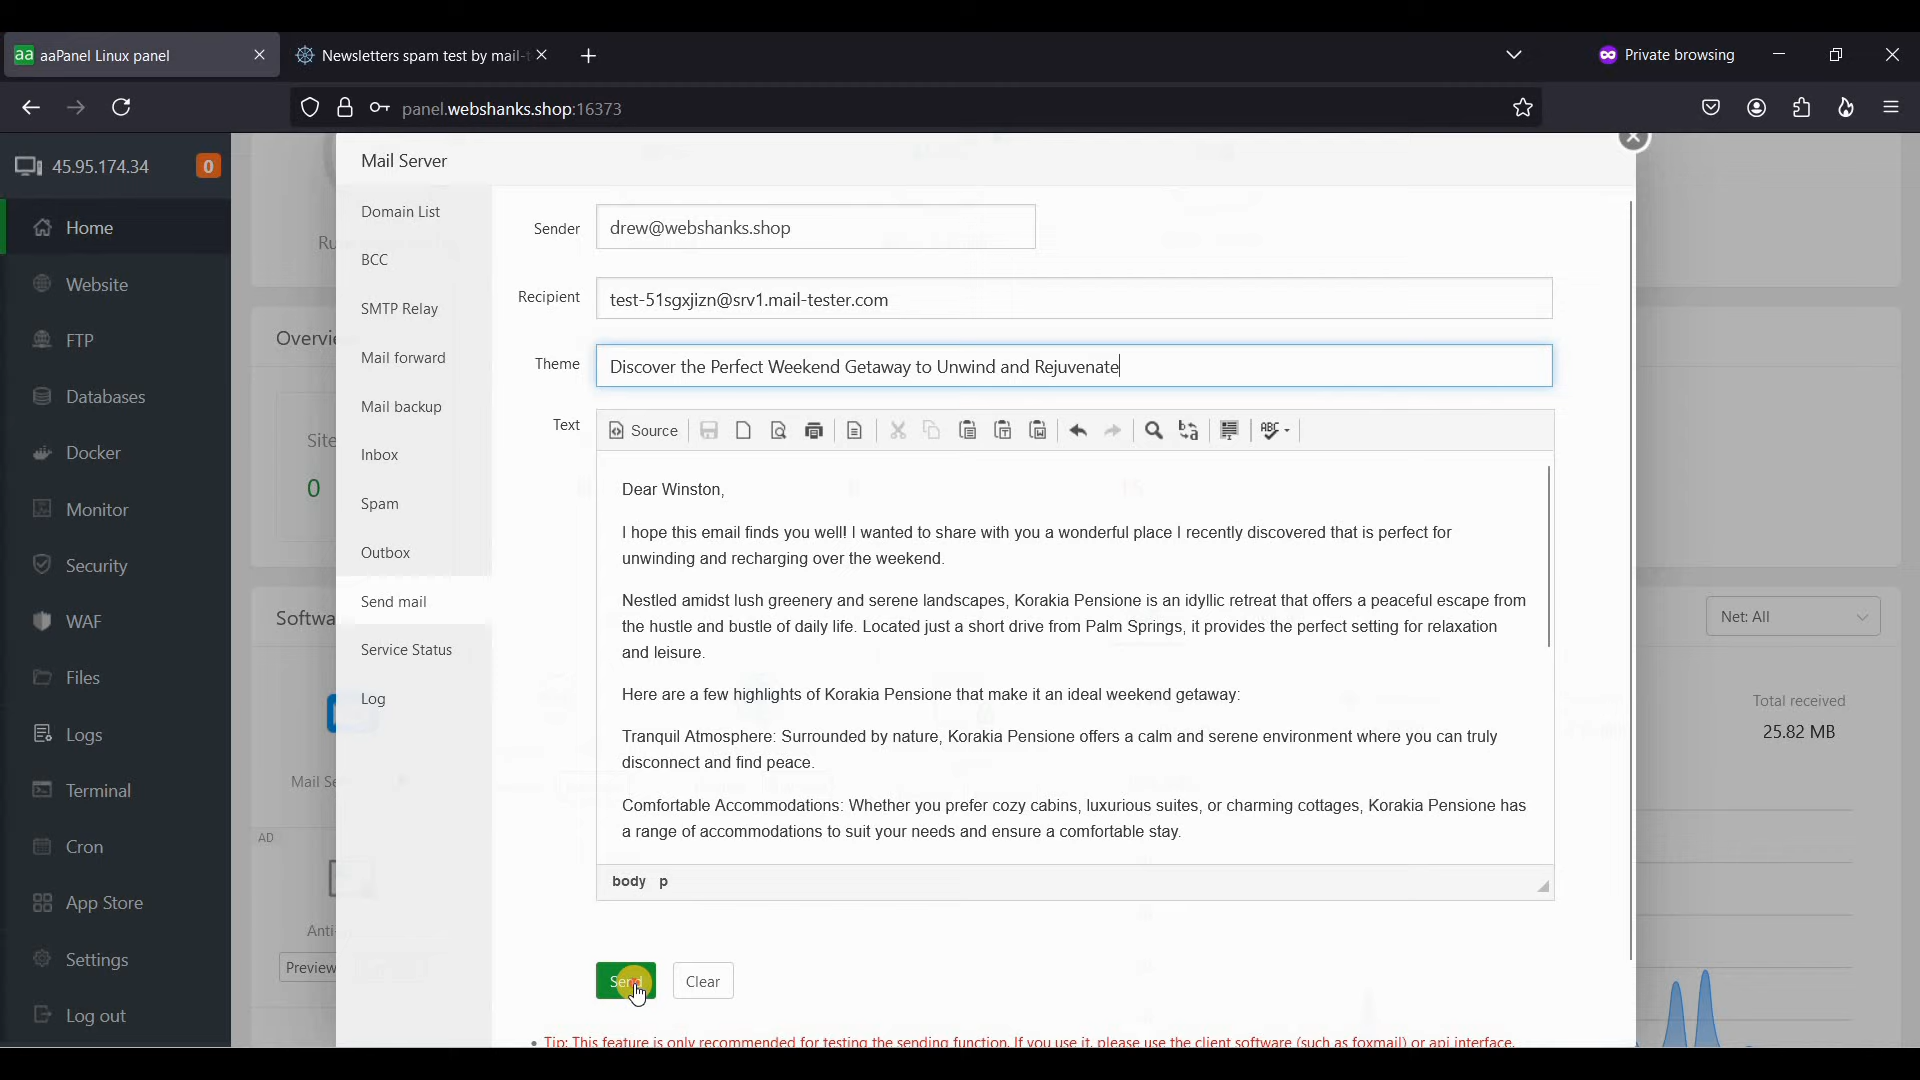 aa aaPanel Linux panel
Newsletters spam test by mail-t
Private browsing
panel.webshanks.shop:16373
45.95.174.34
0
Home
Website
FTP
Databases
Docker
Monitor
Security
WAF
Files
Logs
Terminal
Cron
App Store
Settings
Log out
Ru
Overvie
Site
0
Softwa
Mail Se
AD
Anti-
Preview
Mail Server
Domain List
BCC
SMTP Relay
Mail forward
Mail backup
Inbox
Spam
Outbox
Send mail
Service Status
Log
Sender drew@webshanks.shop
Recipient test-51sgxjizn@srv1.mail-tester.com
Theme Discover the Perfect Weekend Getaway to Unwind and Rejuvenate
Text Source
ABC
Dear Winston,
I hope this email finds you well! I wanted to share with you a wonderful place I recently discovered that is perfect for
unwinding and recharging over the weekend.
Nestled amidst lush greenery and serene landscapes, Korakia Pensione is an idyllic retreat that offers a peaceful escape from
the hustle and bustle of daily life. Located just a short drive from Palm Springs, it provides the perfect setting for relaxation
and leisure.
Here are a few highlights of Korakia Pensione that make it an ideal weekend getaway:
Tranquil Atmosphere: Surrounded by nature, Korakia Pensione offers a calm and serene environment where you can truly
disconnect and find peace.
Comfortable Accommodations: Whether you prefer cozy cabins, luxurious suites, or charming cottages, Korakia Pensione has
a range of accommodations to suit your needs and ensure a comfortable stay.
body p
Send Clear
Tip: This feature is only recommended for testing the sending function. If you use it, please use the client software (such as foxmail) or api interface.
Net: All
Total received
25.82 MB